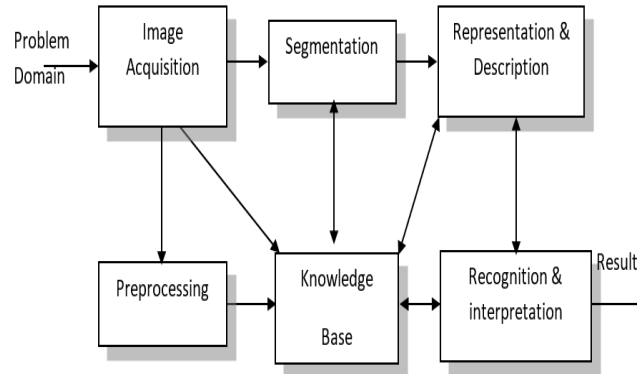 Problem
Domain
Image
Acquisition
Segmentation
Representation &
Description
Preprocessing
Knowledge
Base
Recognition &
interpretation
Result